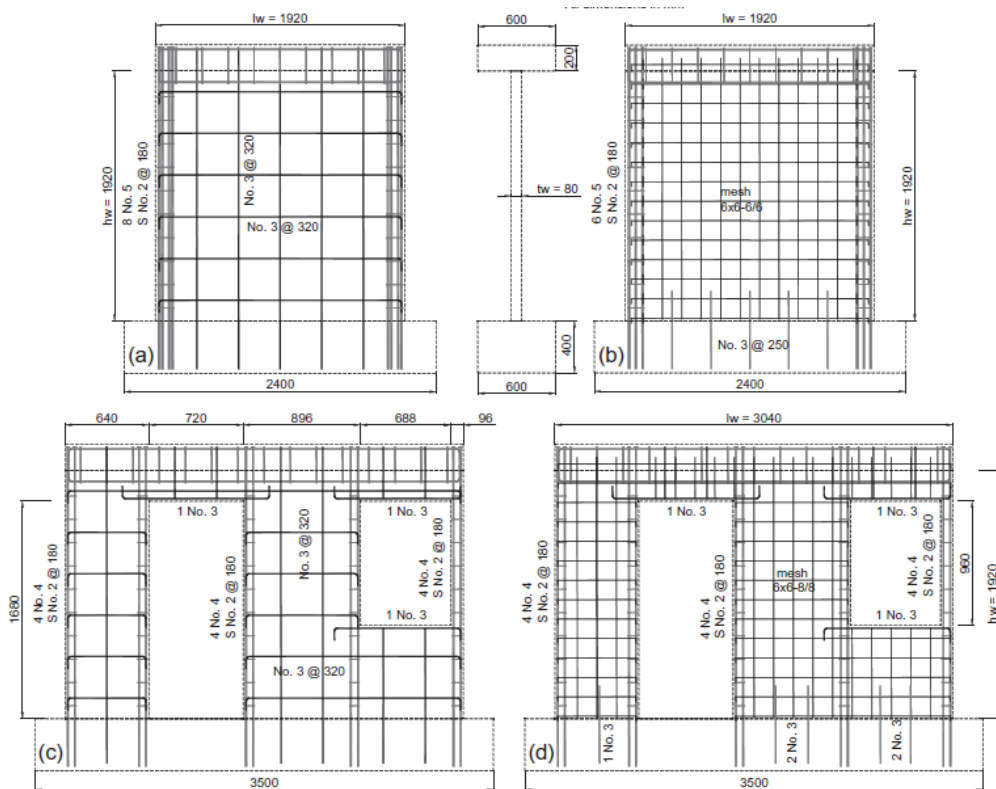 lw = 1920
600
lw = 1920
200
hw = 1920
8 No. 5
S No. 2 @ 180
No. 3 @ 320
No. 3 @ 320
tw = 80
6 No. 5
S No. 2 @ 180
mesh
6x6-6/6
hw = 1920
(a)
400
(b)
No. 3 @ 250
2400
600
2400
640
720
896
688
96
lw = 3040
1 No. 3
1 No. 3
1 No. 3
1 No. 3
1680
4 No. 4
S No. 2 @ 180
4 No. 4
S No. 2 @ 180
No. 3 @ 320
4 No. 4
S No. 2 @ 180
1 No. 3
No. 3 @ 320
4 No. 4
S No. 2 @ 180
4 No. 4
S No. 2 @ 180
mesh
6x6-8/8
4 No. 4
S No. 2 @ 180
960
hw = 1920
1 No. 3
(c)
(d)
1 No. 3
2 No. 3
2 No. 3
3500
3500